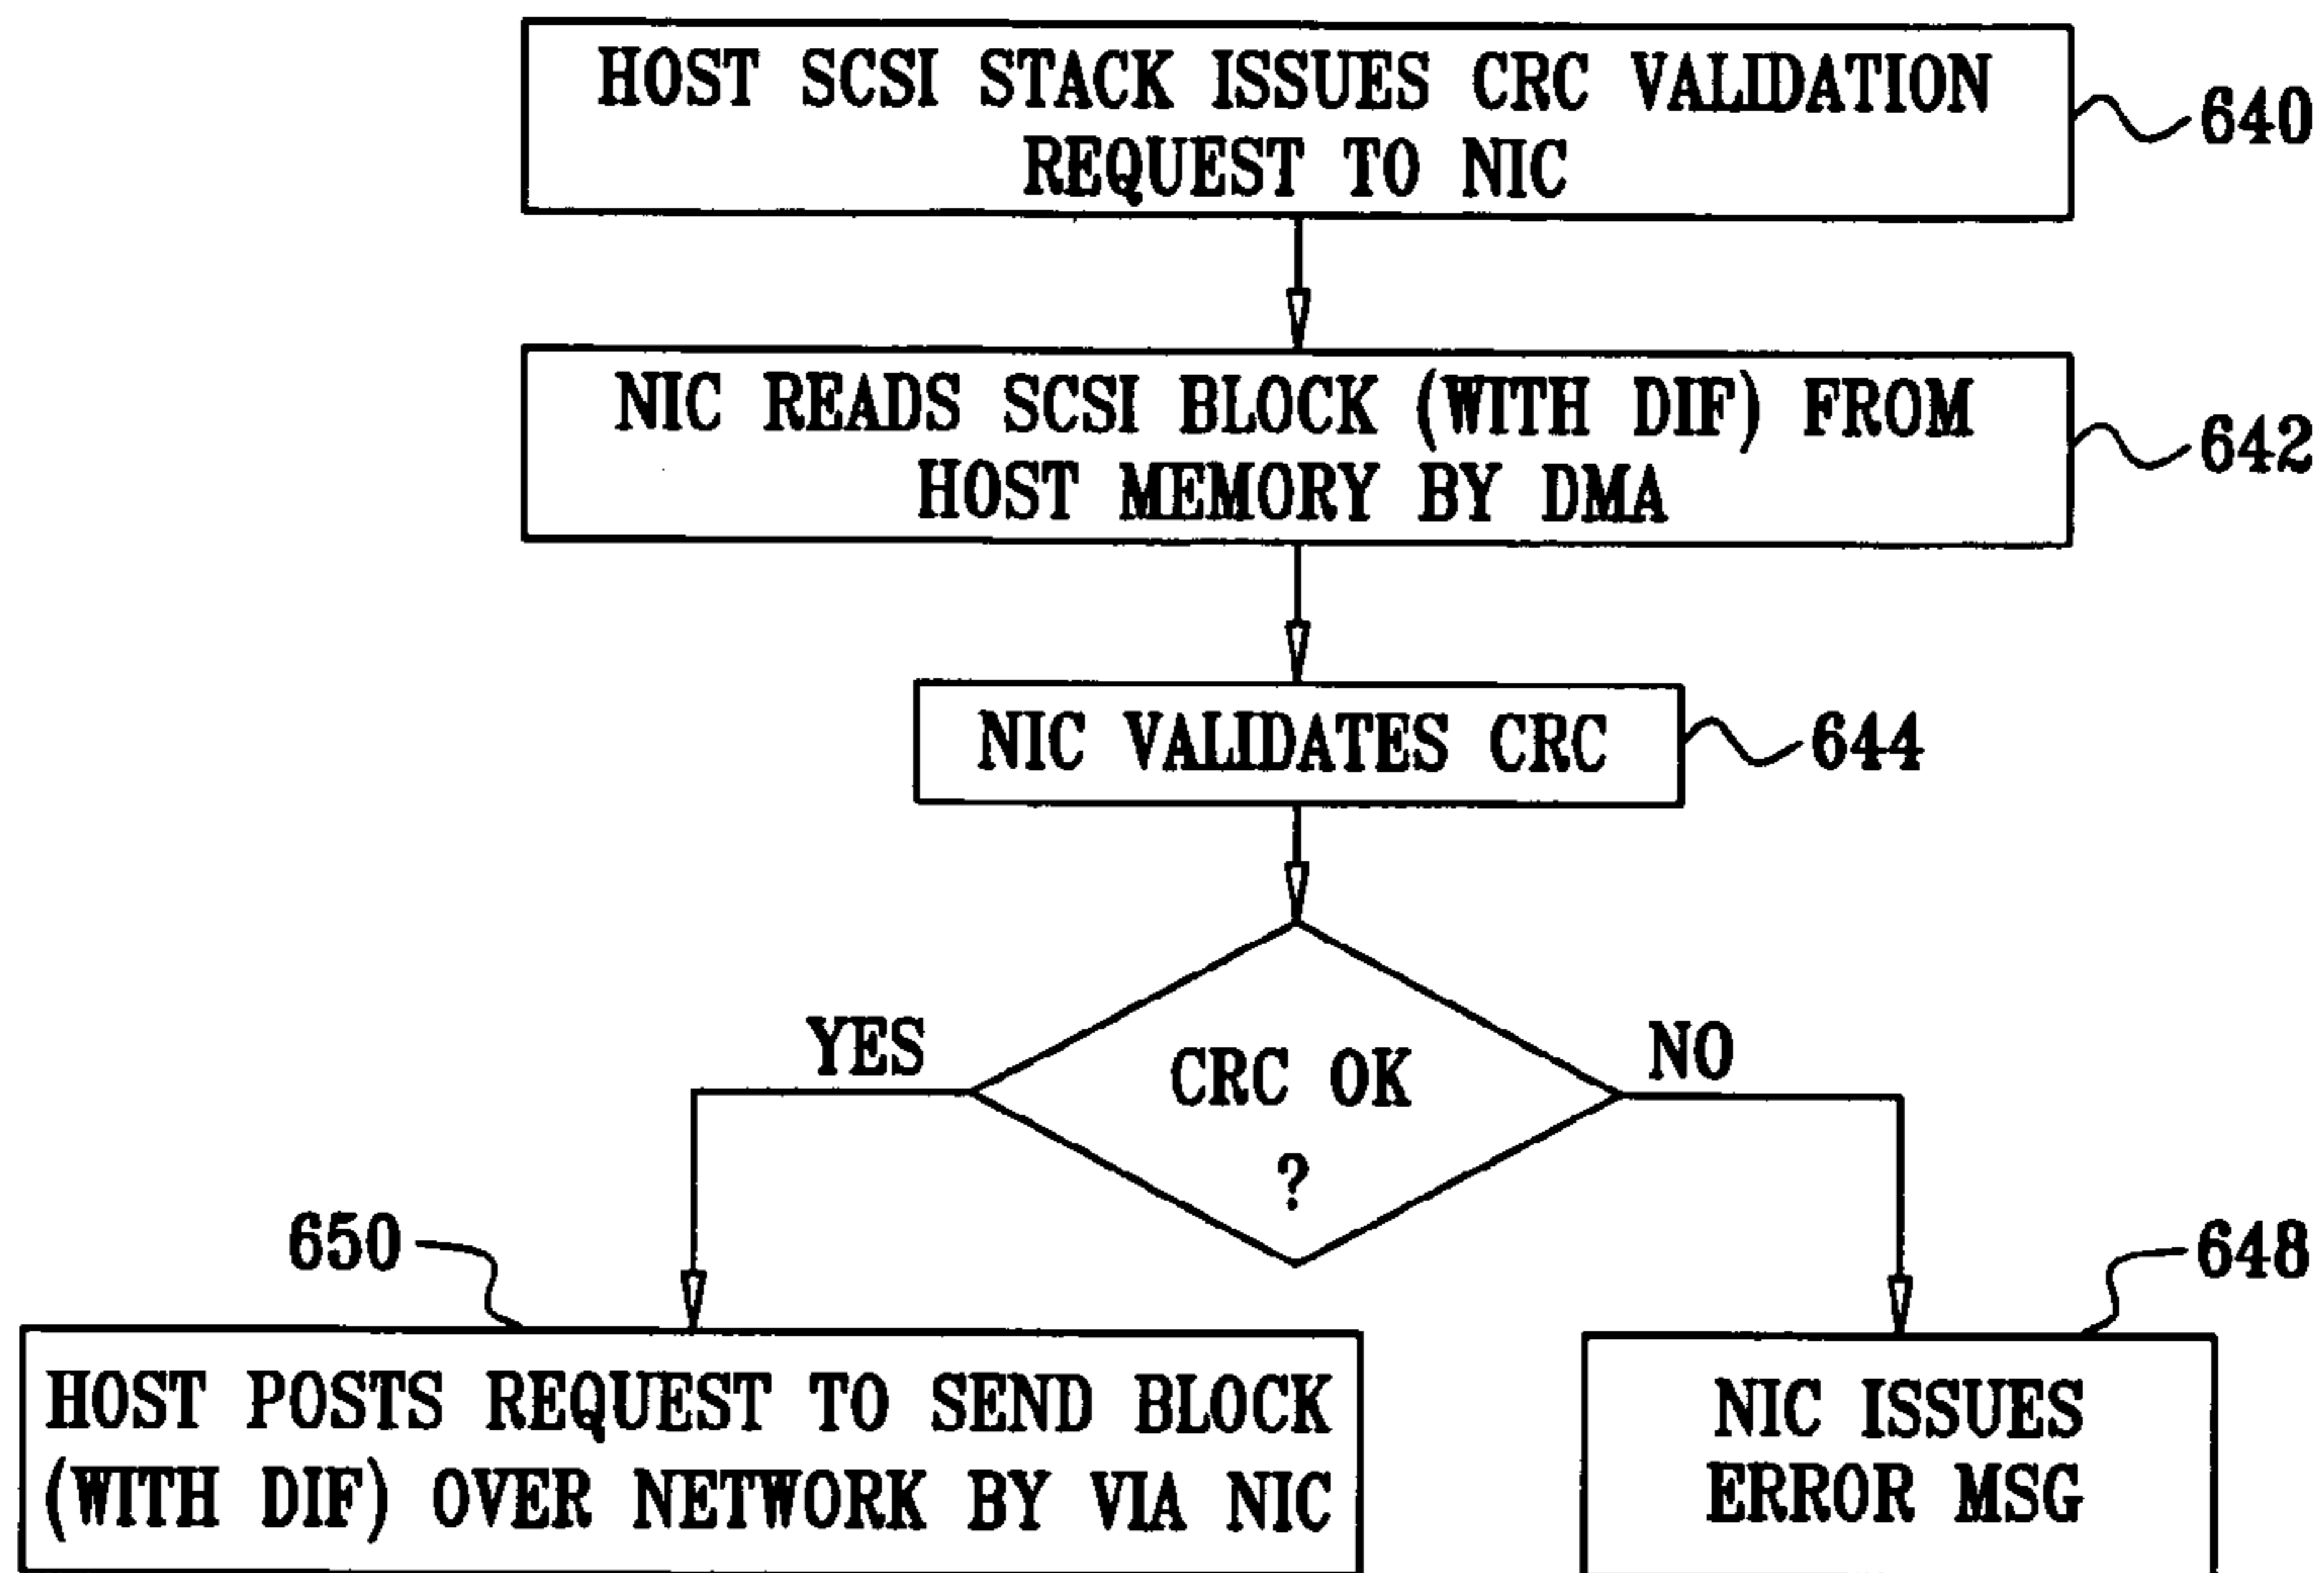 HOST SCSI STACK ISSUES CRC VALIDATION
REQUEST TO NIC
640
NIC READS SCSI BLOCK (WITH DIF) FROM
HOST MEMORY BY DMA
642
NIC VALIDATES CRC
644
CRC OK
?
YES
NO
650
648
HOST POSTS REQUEST TO SEND BLOCK
(WITH DIF) OVER NETWORK BY VIA NIC
NIC ISSUES
ERROR MSG